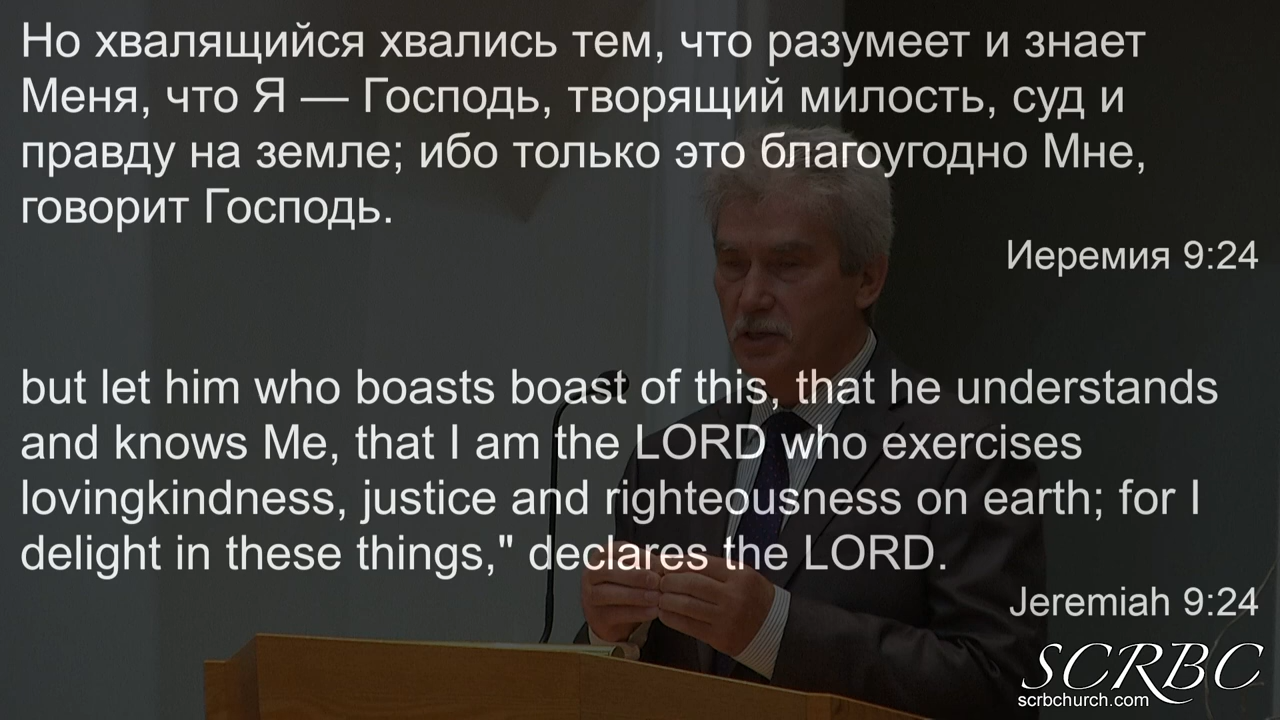 Но хвалящийся хвались тем, что разумеет и знает
Меня, что Я — Господь, творящий милость, суд и
правду на земле; ибо только это благоугодно Мне,
говорит Господь.
Иеремия 9:24
but let him who boasts boast of this, that he understands
and knows Me, that I am the LORD who exercises
lovingkindness, justice and righteousness on earth; for I
delight in these things," declares the LORD.
Jeremiah 9:24
SCRBC
scrbchurch.com